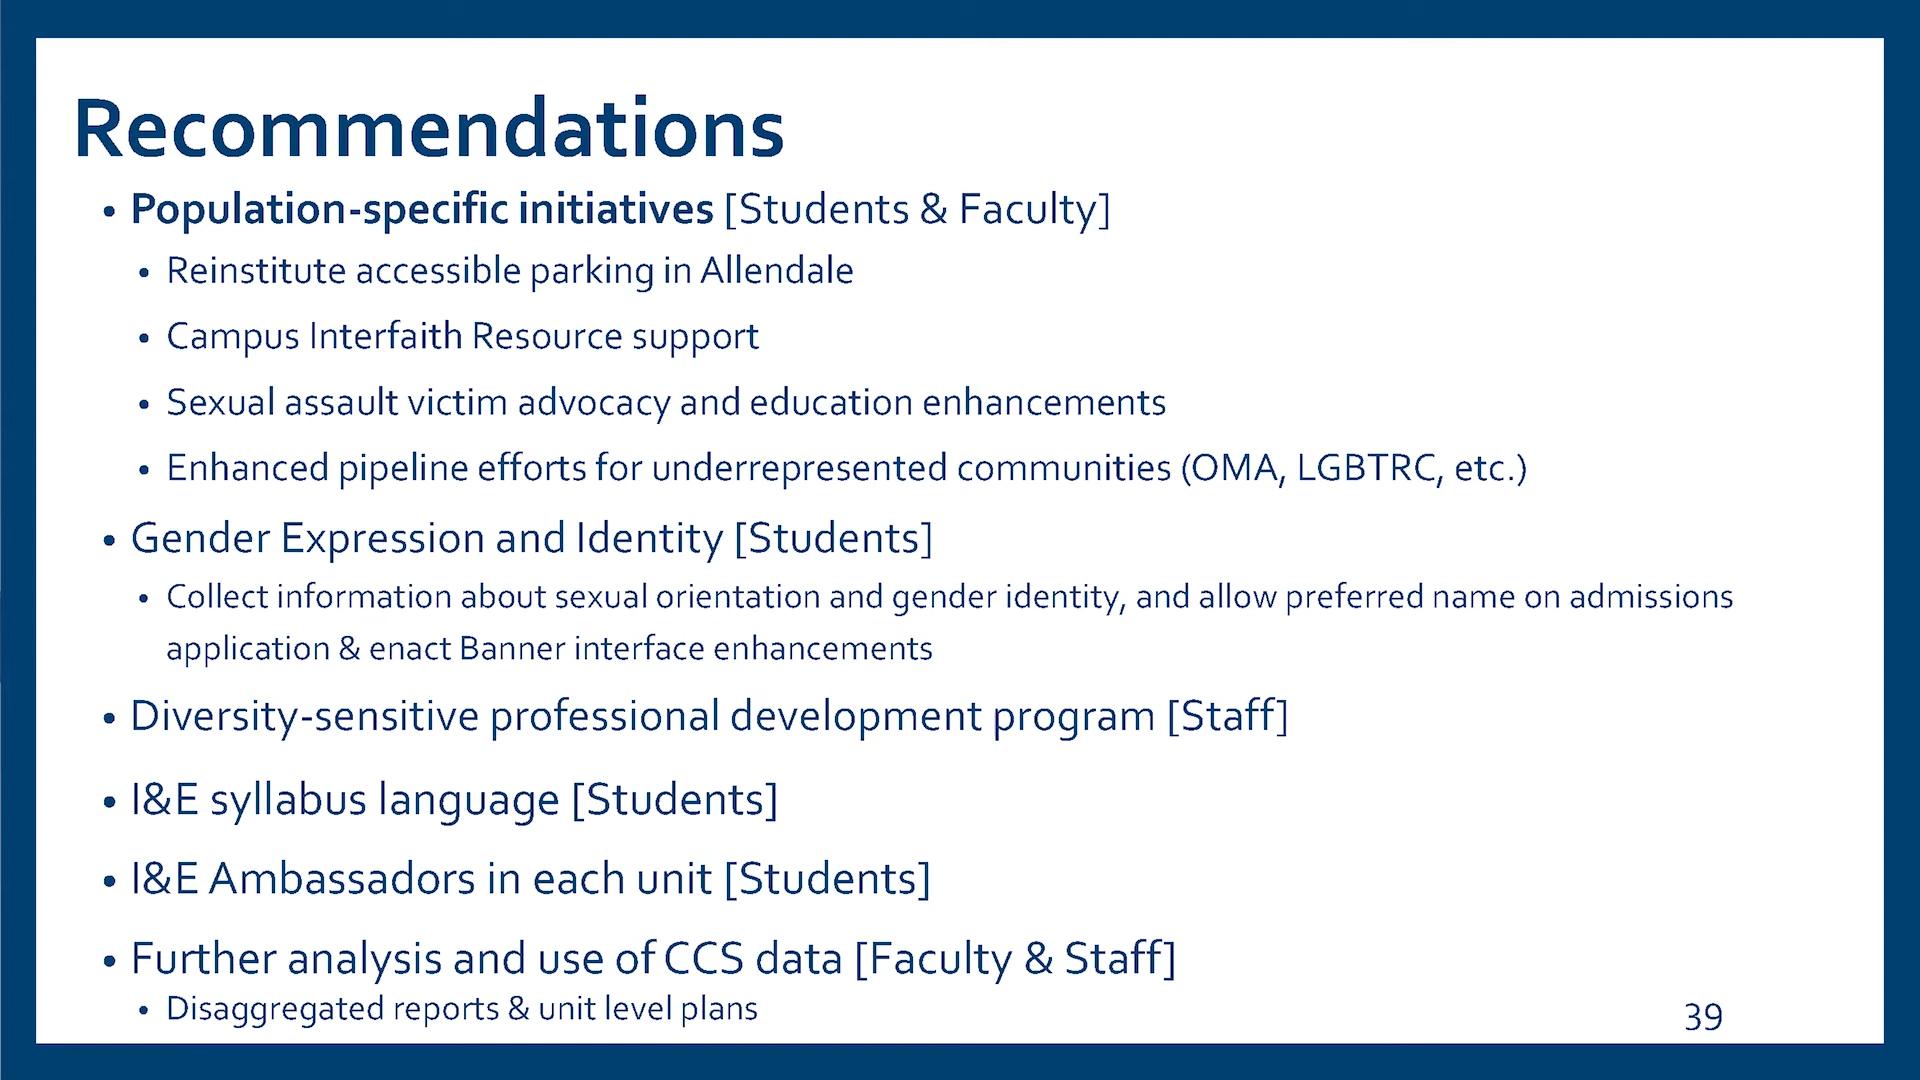 Recommendations
• Population-specific initiatives [Students & Faculty]
• Reinstitute accessible parking in Allendale
• Campus Interfaith Resource support
• Sexual assault victim advocacy and education enhancements
• Enhanced pipeline efforts for underrepresented communities (OMA, LGBTRC, etc.)
• Gender Expression and Identity [Students]
• Collect information about sexual orientation and gender identity, and allow preferred name on admissions
application & enact Banner interface enhancements
• Diversity-sensitive professional development program [Staff]
• I&E syllabus language [Students]
• I&E Ambassadors in each unit [Students]
• Further analysis and use of CCS data [Faculty & Staff]
• Disaggregated reports & unit level plans
39